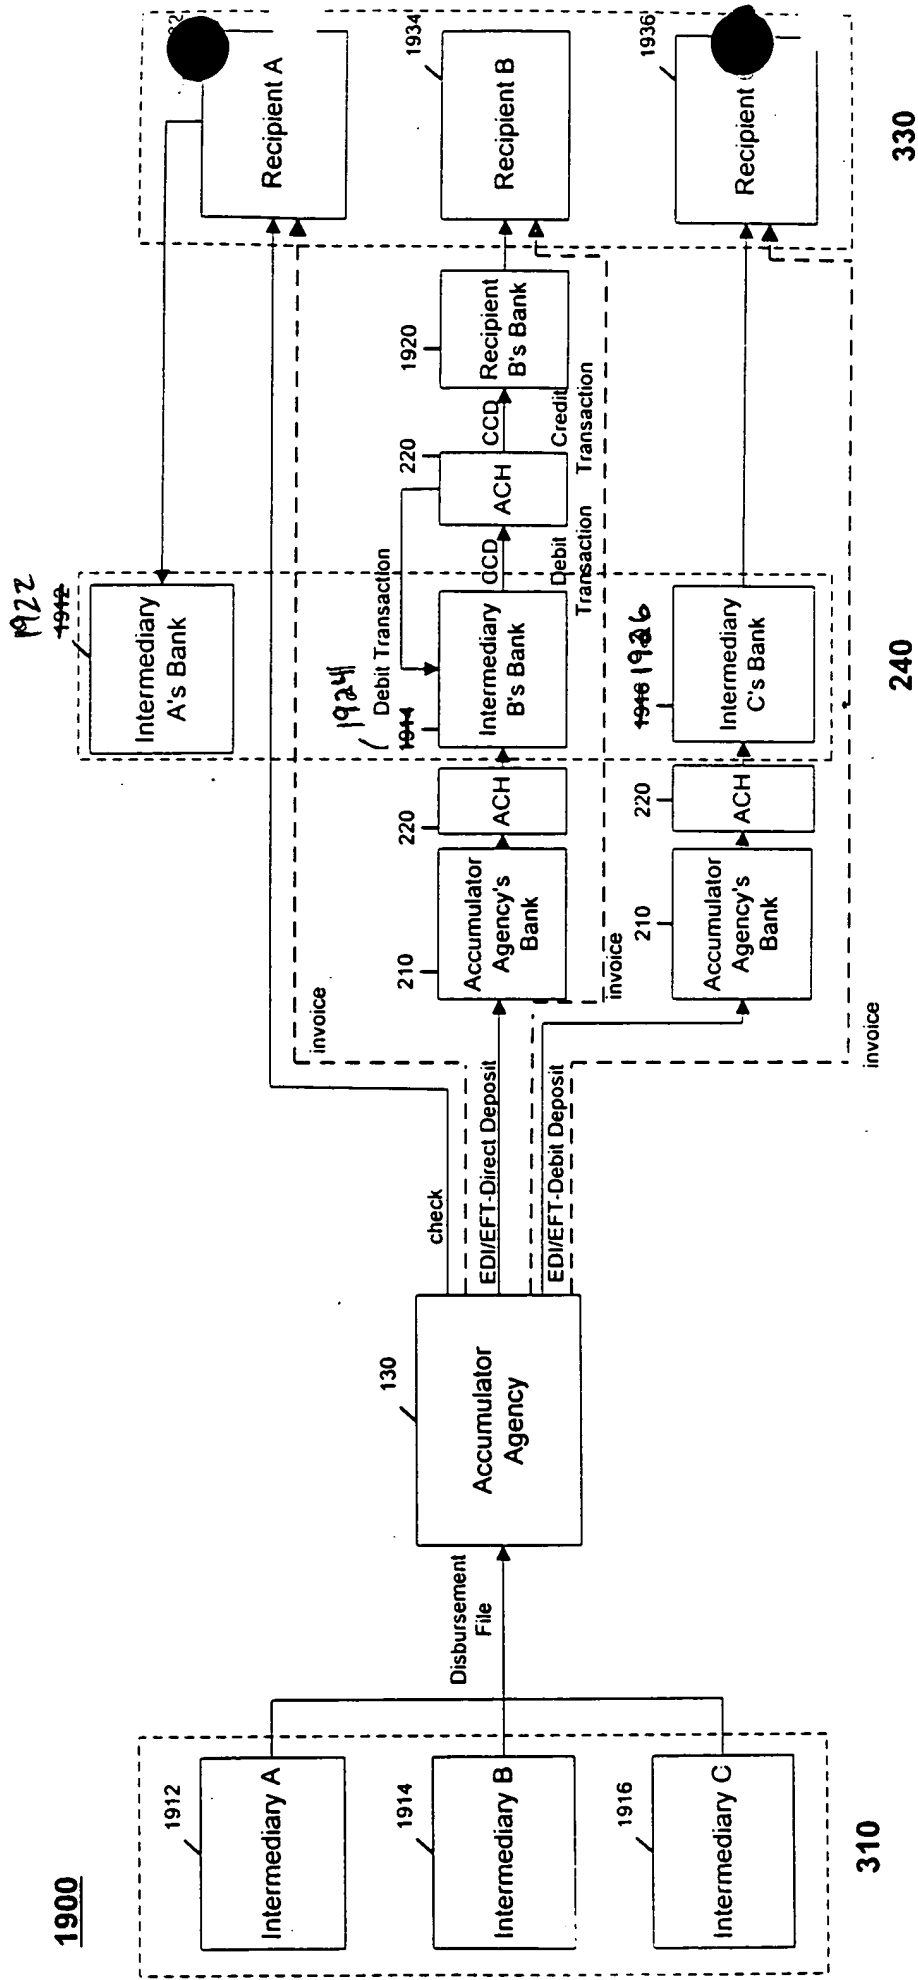 1900
1912
Intermediary A
1914
Intermediary B
1916
Intermediary C
310
Disbursement
File
130
Accumulator
Agency
check
EDI/EFT-Direct Deposit
EDI/EFT-Debit Deposit
invoice
invoice
invoice
210
Accumulator
Agency's
Bank
220
ACH
210
Accumulator
Agency's
Bank
220
ACH
1922
1912
Intermediary
A's Bank
1924
1914
Intermediary
B's Bank
Debit Transaction
1916 1926
Intermediary
C's Bank
240
CCD
Debit
Transaction
220
ACH
CCD
Credit
Transaction
1920
Recipient
B's Bank
Recipient A
1934
Recipient B
1936
Recipient
330